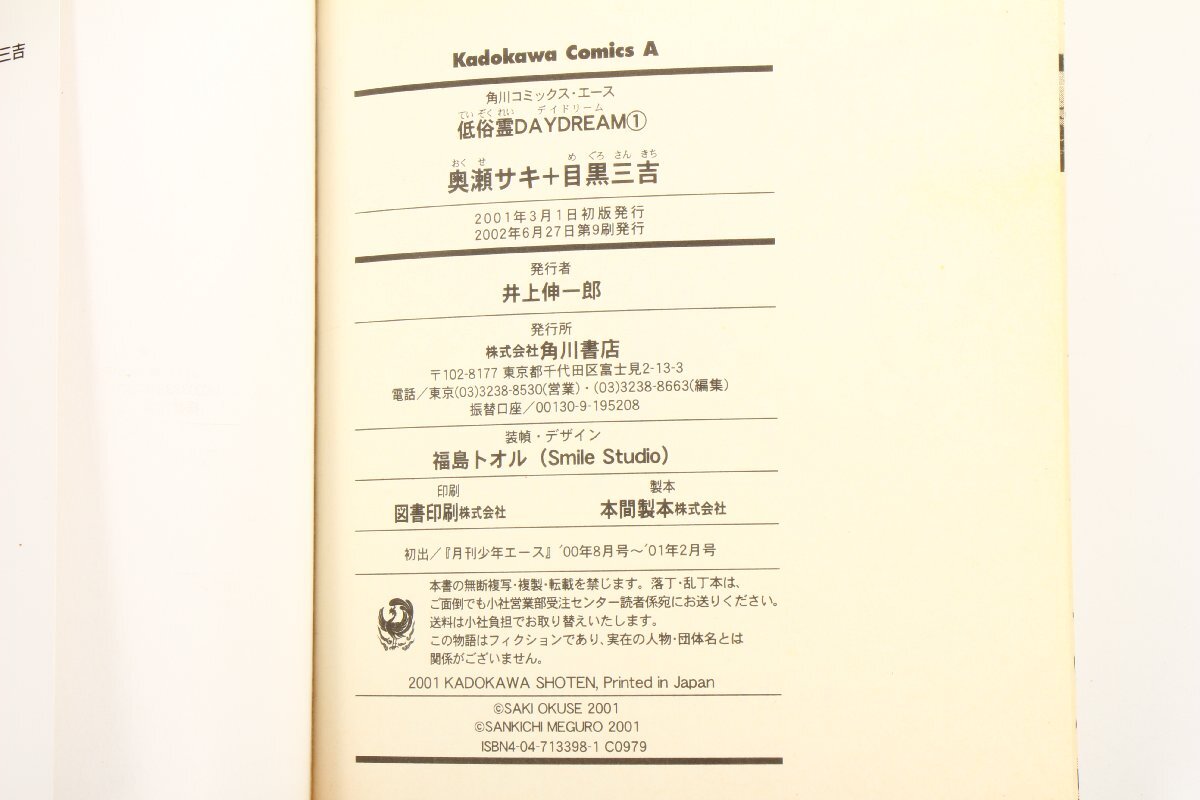 三吉
Kadokawa Comics A
角川コミックス・エース
ていぞくれい デイドリーム
低俗霊DAYDREAM①
おくせ めぐろさんきち
奥瀬サキ+目黒三吉
2001年3月1日初版発行
2002年6月27日第9刷発行
発行者
井上伸一郎
発行所
株式会社角川書店
〒102-8177 東京都千代田区富士見2-13-3
電話/東京(03)3238-8530(営業)・(03)3238-8663(編集)
振替口座/00130-9-195208
装幀・デザイン
福島トオル(Smile Studio)
印刷 製本
図書印刷株式会社 本間製本株式会社
初出/『月刊少年エース』'00年8月号〜'01年2月号
本書の無断複写・複製・転載を禁じます。落丁・乱丁本は、
ご面倒でも小社営業部受注センター読者係宛にお送りください。
送料は小社負担でお取り替えいたします。
この物語はフィクションであり、実在の人物・団体名とは
関係がございません。
2001 KADOKAWA SHOTEN, Printed in Japan
©SAKI OKUSE 2001
©SANKICHI MEGURO 2001
ISBN4-04-713398-1 C0979